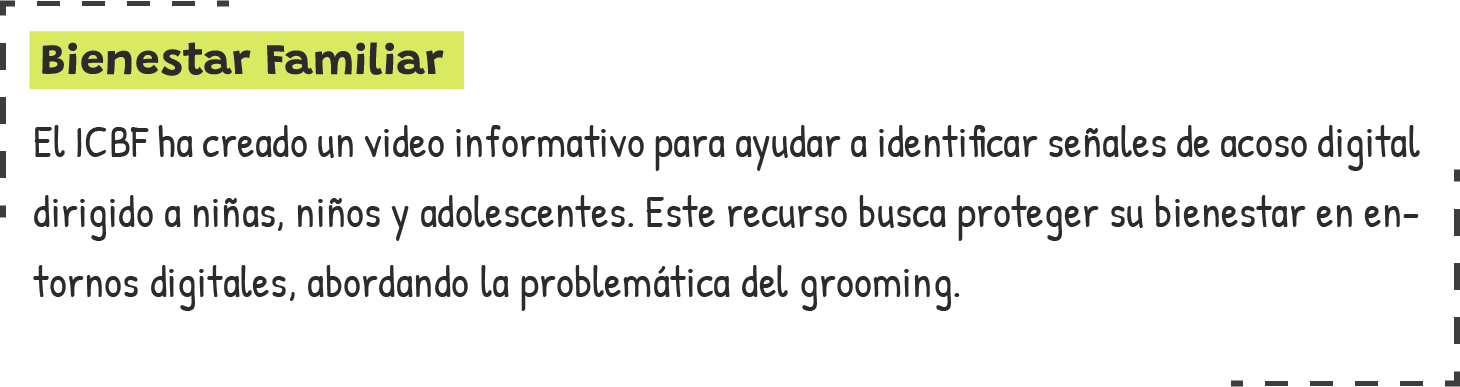 Bienestar Familiar
El ICBF ha creado un video informativo para ayudar a identificar señales de acoso digital
dirigido a niñas, niños y adolescentes. Este recurso busca proteger su bienestar en en-
tornos digitales, abordando la problemática del grooming.